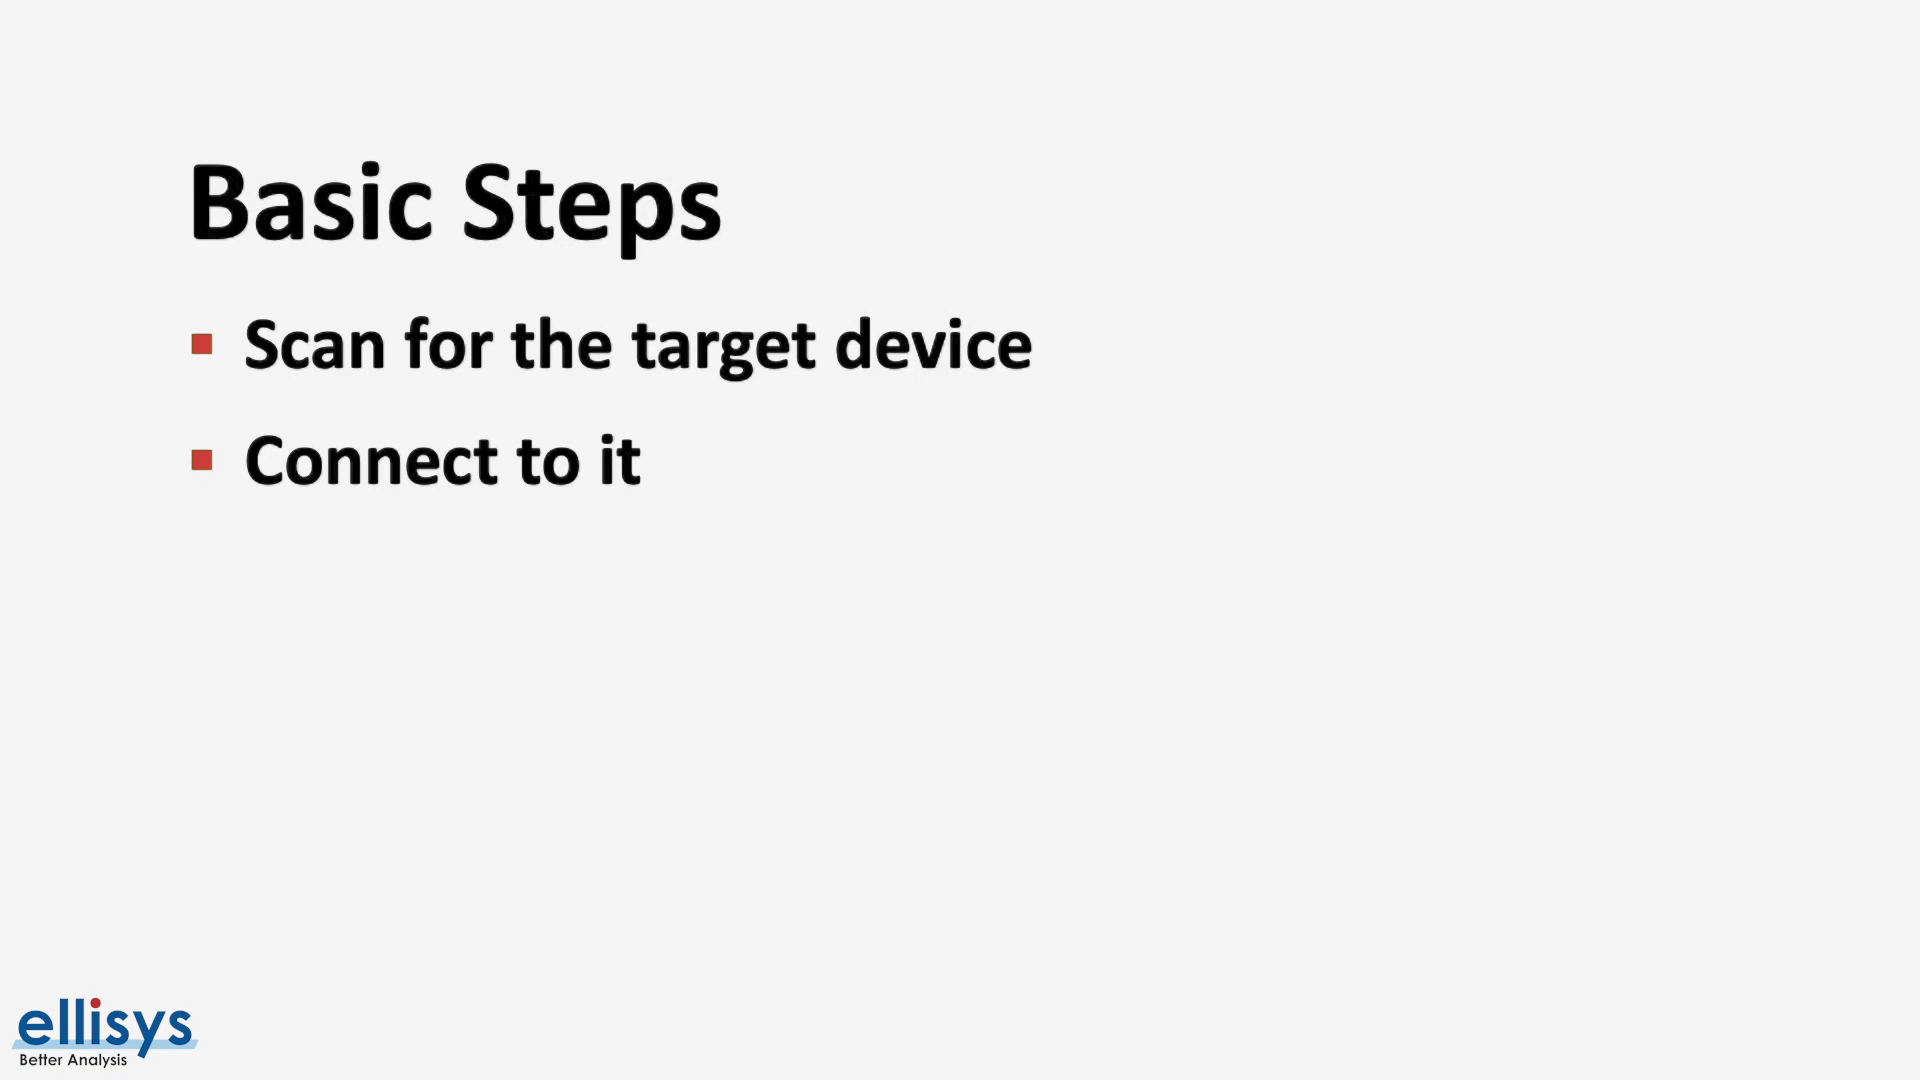 Basic Steps
Scan for the target device
Connect to it
ellisys
Better Analysis